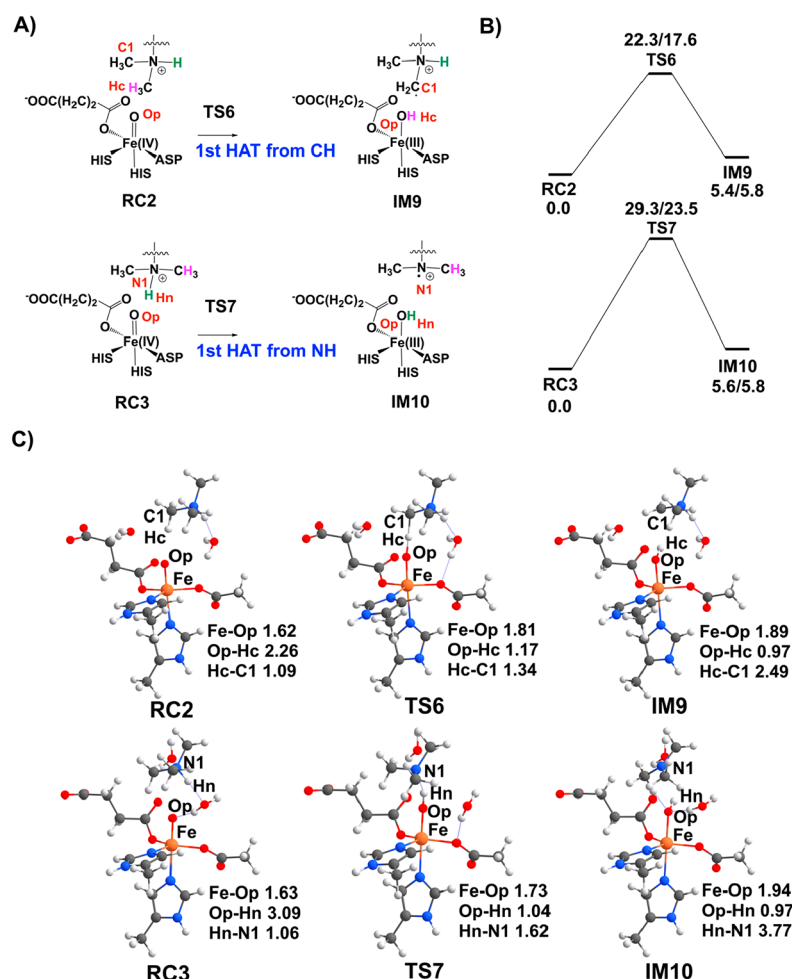 A)
C1
H₃C
N
H
⊕
Hc H₃C
⁻OOC(H₂C)₂
O
O
O
Op
Fe(IV)
HIS
ASP
HIS
RC2
TS6
1st HAT from CH
H₃C
N
H
⊕
H₂C
C1
⁻OOC(H₂C)₂
O
O
Op
OH
Hc
Fe(III)
HIS
ASP
HIS
IM9
H₃C
N
CH₃
N1
H
⊕
Hn
⁻OOC(H₂C)₂
O
O
O
Op
Fe(IV)
HIS
ASP
HIS
RC3
TS7
1st HAT from NH
H₃C
N
CH₃
⊕
N1
⁻OOC(H₂C)₂
O
O
Op
OH
Hn
Fe(III)
HIS
ASP
HIS
IM10
B)
22.3/17.6
TS6
RC2
0.0
IM9
5.4/5.8
29.3/23.5
TS7
RC3
0.0
IM10
5.6/5.8
C)
C1
Hc
Op
Fe
Fe-Op 1.62
Op-Hc 2.26
Hc-C1 1.09
RC2
C1
Hc
Op
Fe
Fe-Op 1.81
Op-Hc 1.17
Hc-C1 1.34
TS6
C1
Hc
Op
Fe
Fe-Op 1.89
Op-Hc 0.97
Hc-C1 2.49
IM9
N1
Hn
Op
Fe
Fe-Op 1.63
Op-Hn 3.09
Hn-N1 1.06
RC3
N1
Hn
Op
Fe
Fe-Op 1.73
Op-Hn 1.04
Hn-N1 1.62
TS7
N1
Hn
Op
Fe
Fe-Op 1.94
Op-Hn 0.97
Hn-N1 3.77
IM10